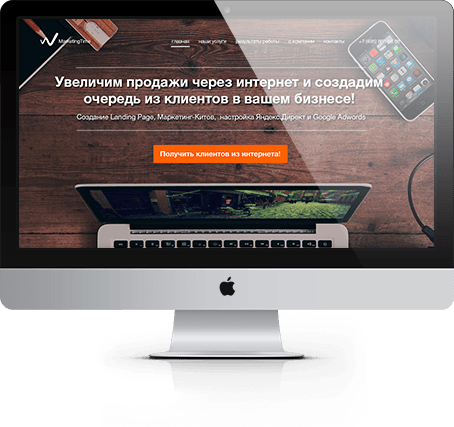 MarketingTime главная наши услуги результаты работы о компании контакты
Увеличим продажи через интернет и создадим
очередь из клиентов в вашем бизнесе!
Создание Landing Page, Маркетинг-Китов, настройка Яндекс.Директ и Google Adwords
Получить клиентов из интернета!